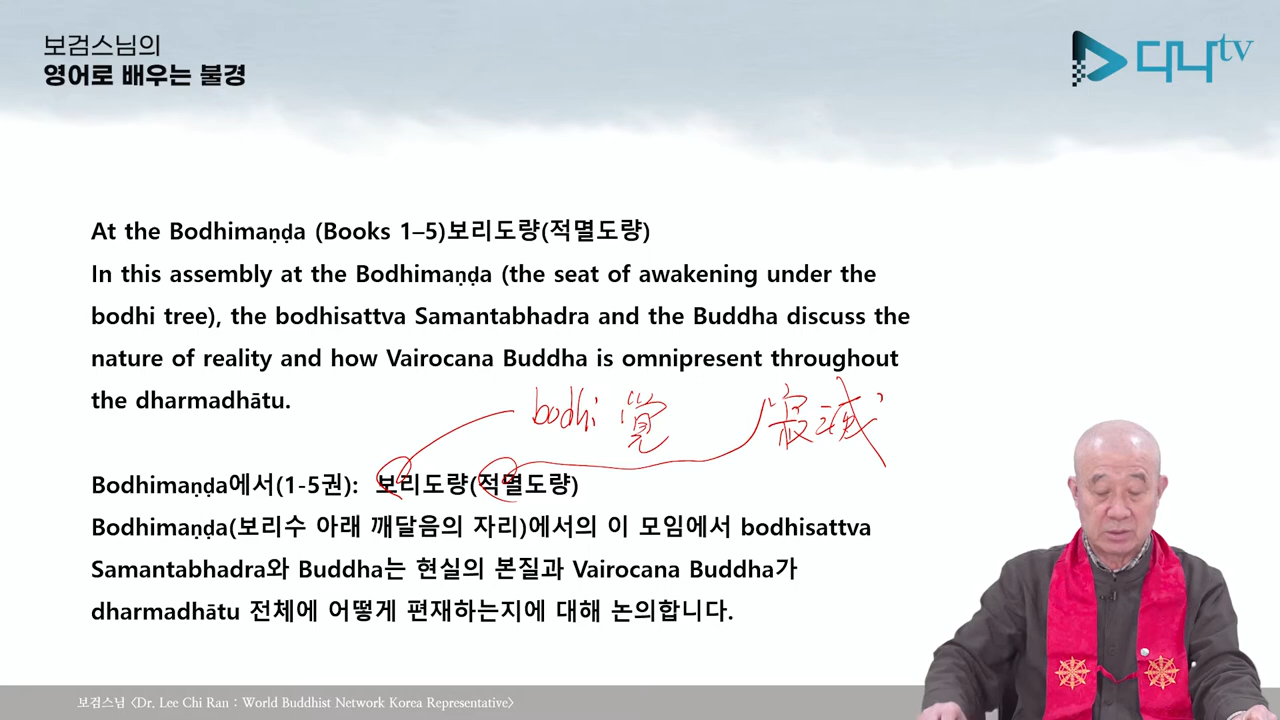 보검스님의
영어로 배우는 불경
다나tv
At the Bodhimaṇḍa (Books 1–5)보리도량(적멸도량)
In this assembly at the Bodhimaṇḍa (the seat of awakening under the
bodhi tree), the bodhisattva Samantabhadra and the Buddha discuss the
nature of reality and how Vairocana Buddha is omnipresent throughout
the dharmadhātu.
bodhi 覚 寂滅
Bodhimaṇḍa에서(1-5권): 보리도량(적멸도량)
Bodhimaṇḍa(보리수 아래 깨달음의 자리)에서의 이 모임에서 bodhisattva
Samantabhadra와 Buddha는 현실의 본질과 Vairocana Buddha가
dharmadhātu 전체에 어떻게 편재하는지에 대해 논의합니다.
보검스님 <Dr. Lee Chi Ran : World Buddhist Network Korea Representative>